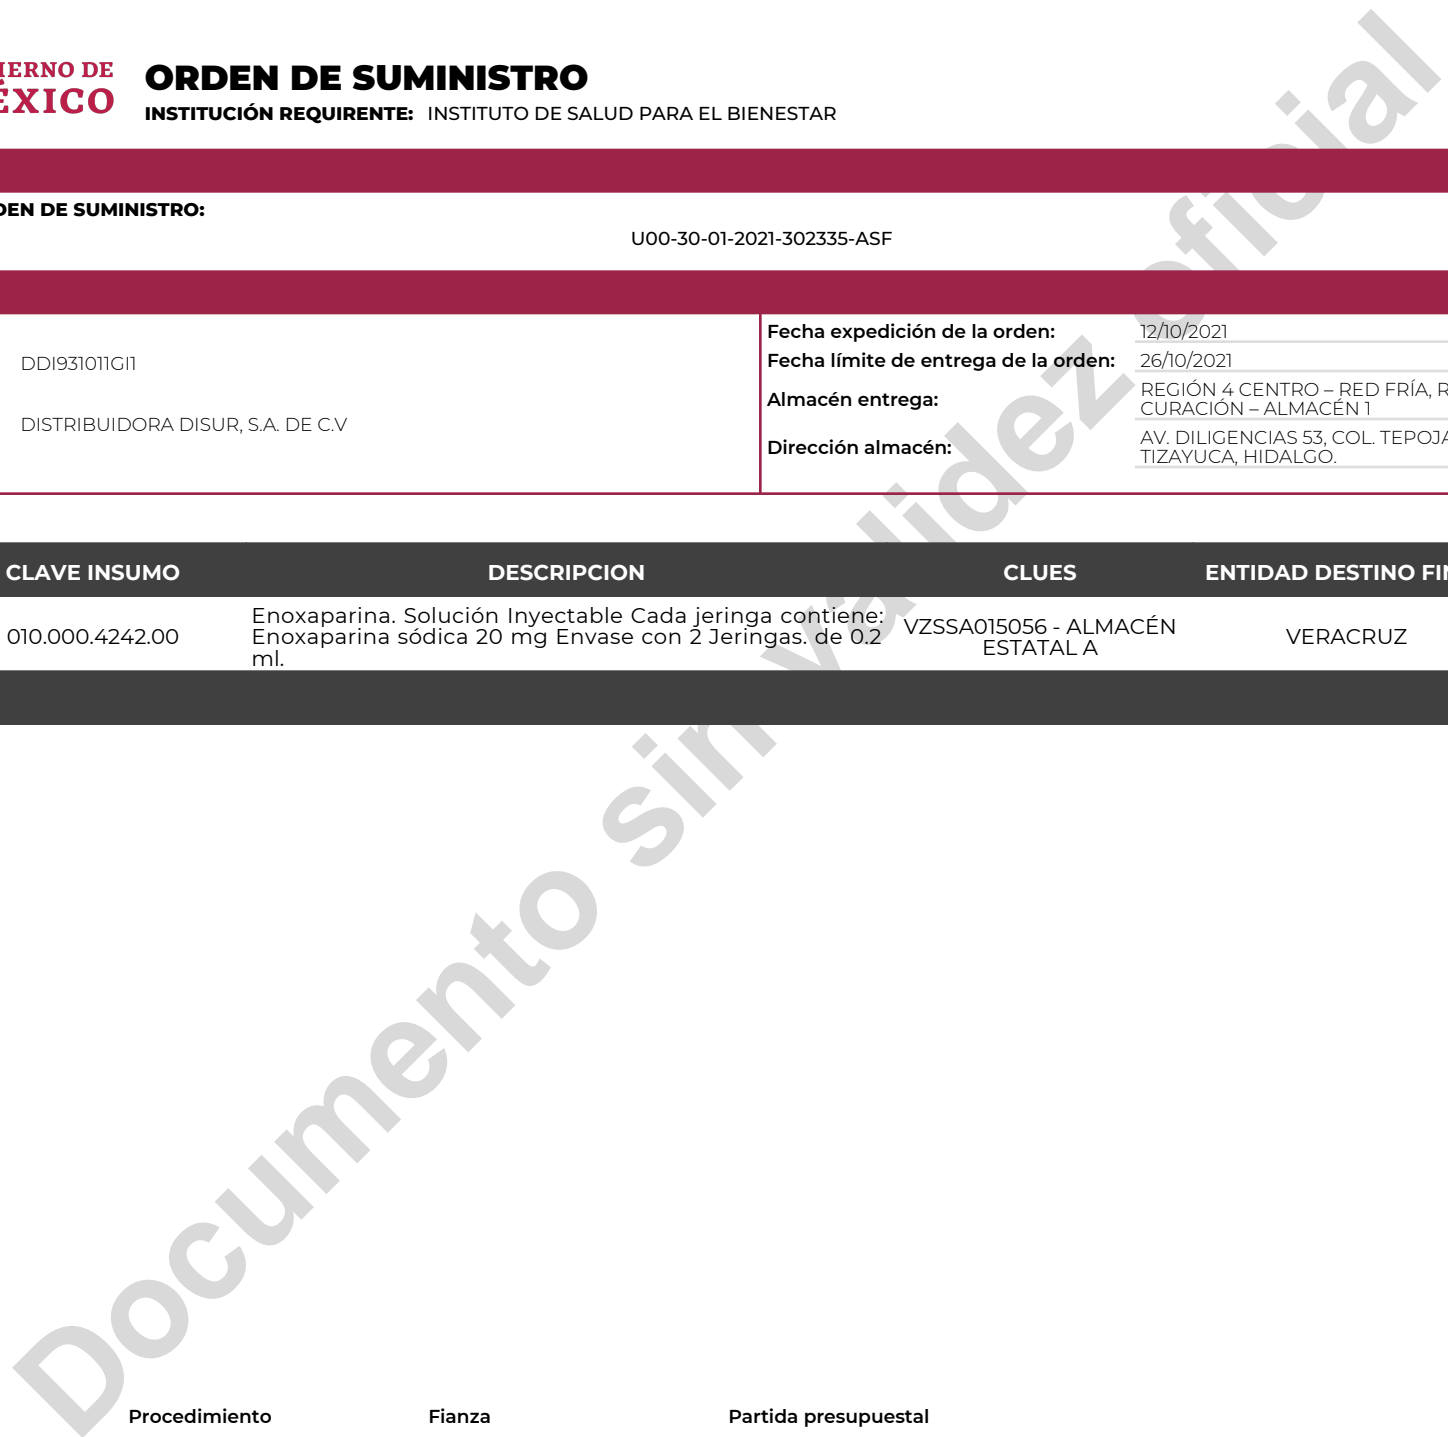 IERNO DE
ÉXICO
ORDEN DE SUMINISTRO
INSTITUCIÓN REQUIRENTE: INSTITUTO DE SALUD PARA EL BIENESTAR
DEN DE SUMINISTRO:
U00-30-01-2021-302335-ASF
DDI931011GI1
DISTRIBUIDORA DISUR, S.A. DE C.V
Fecha expedición de la orden: 12/10/2021
Fecha límite de entrega de la orden: 26/10/2021
Almacén entrega: REGIÓN 4 CENTRO – RED FRÍA, R
CURACIÓN – ALMACÉN 1
Dirección almacén: AV. DILIGENCIAS 53, COL. TEPOJA
TIZAYUCA, HIDALGO.
CLAVE INSUMO DESCRIPCION CLUES ENTIDAD DESTINO FIN
010.000.4242.00
Enoxaparina. Solución Inyectable Cada jeringa contiene:
Enoxaparina sódica 20 mg Envase con 2 Jeringas. de 0.2
ml.
VZSSA015056 - ALMACÉN
ESTATAL A
VERACRUZ
Documento sin validez oficial
Procedimiento Fianza Partida presupuestal